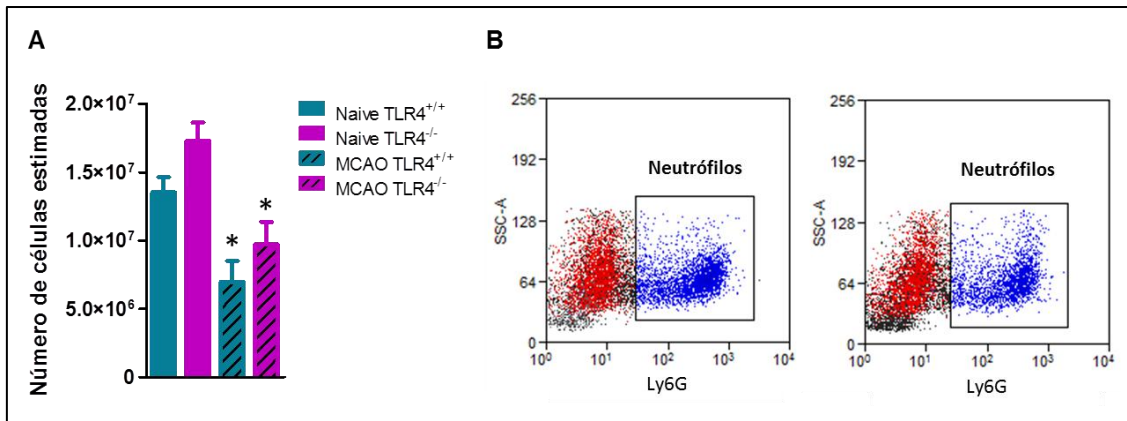 A
Número de células estimadas
2.0×10⁷
1.5×10⁷
1.0×10⁷
5.0×10⁶
0
*
*
Naive TLR4⁺/⁺
Naive TLR4⁻/⁻
MCAO TLR4⁺/⁺
MCAO TLR4⁻/⁻
B
SSC-A
256
192
128
64
0
Neutrófilos
10⁰ 10¹ 10² 10³ 10⁴
Ly6G
SSC-A
256
192
128
64
0
Neutrófilos
10⁰ 10¹ 10² 10³ 10⁴
Ly6G